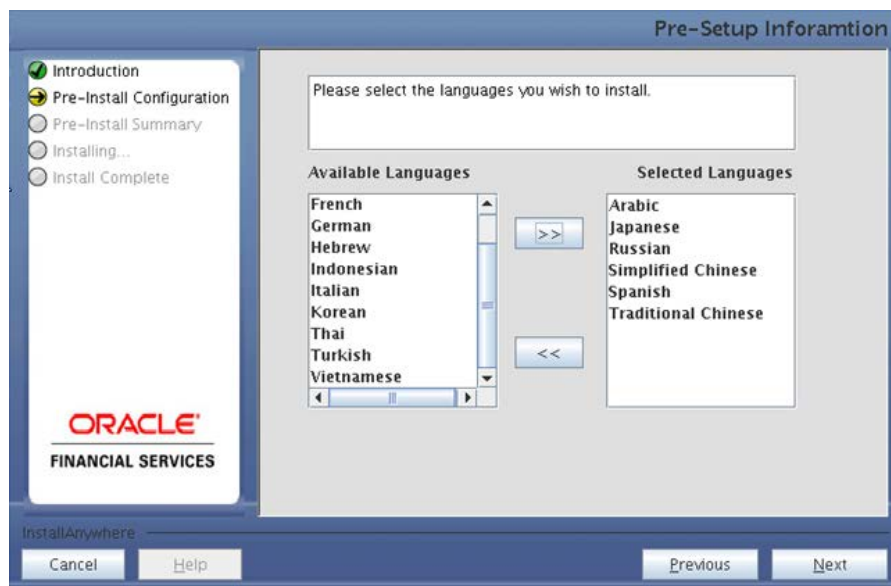 Pre-Setup Inforamtion
Introduction
Pre-Install Configuration
Pre-Install Summary
Installing...
Install Complete
Please select the languages you wish to install.
Available Languages
French
German
Hebrew
Indonesian
Italian
Korean
Thai
Turkish
Vietnamese
>>
<<
Selected Languages
Arabic
Japanese
Russian
Simplified Chinese
Spanish
Traditional Chinese
ORACLE
FINANCIAL SERVICES
InstallAnywhere
Cancel
Help
Previous
Next